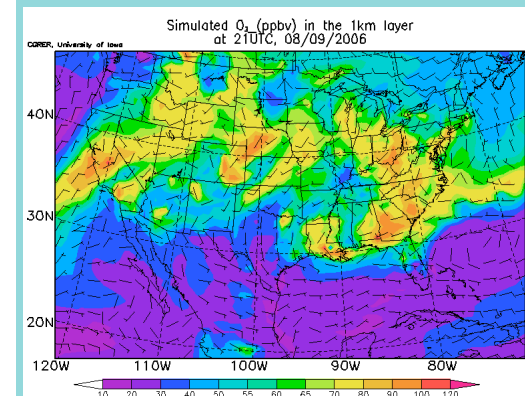 Simulated O₃ (ppbv) in the 1km layer
at 21UTC, 08/09/2006
CGRER, University of Iowa
40N
30N
20N
120W 110W 100W 90W 80W
10 20 30 40 50 55 60 65 70 80 90 100 120